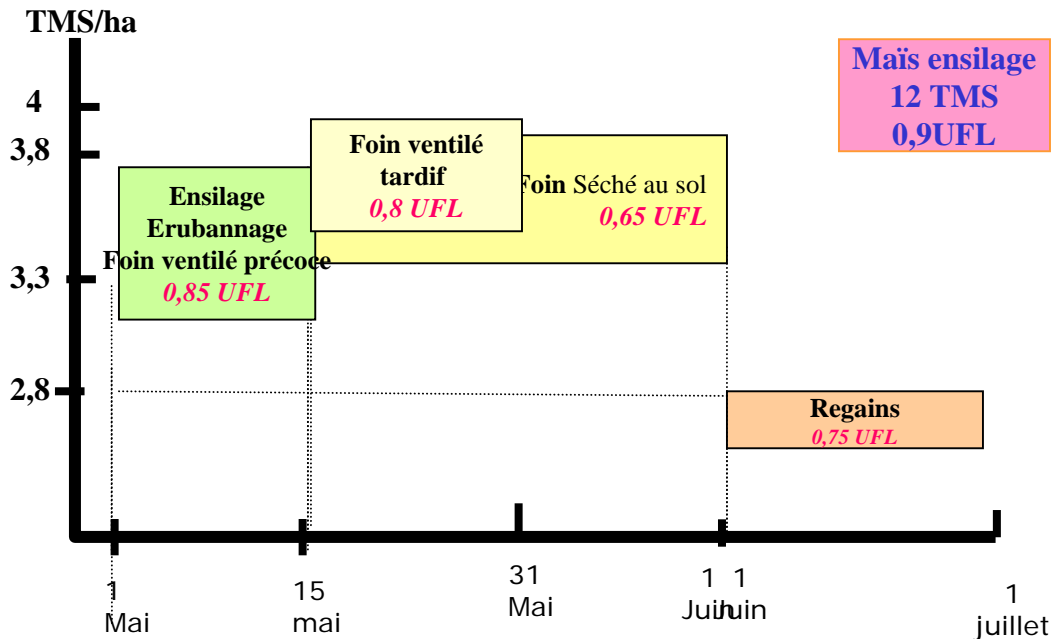 TMS/ha
Maïs ensilage
12 TMS
0,9UFL
4
3,8
3,3
2,8
Foin ventilé
tardif
0,8 UFL
Foin Séché au sol
0,65 UFL
Ensilage
Erubannage
Foin ventilé précoce
0,85 UFL
Regains
0,75 UFL
1
Mai
15
mai
31
Mai
1
Juin
1
Juin
1
juillet